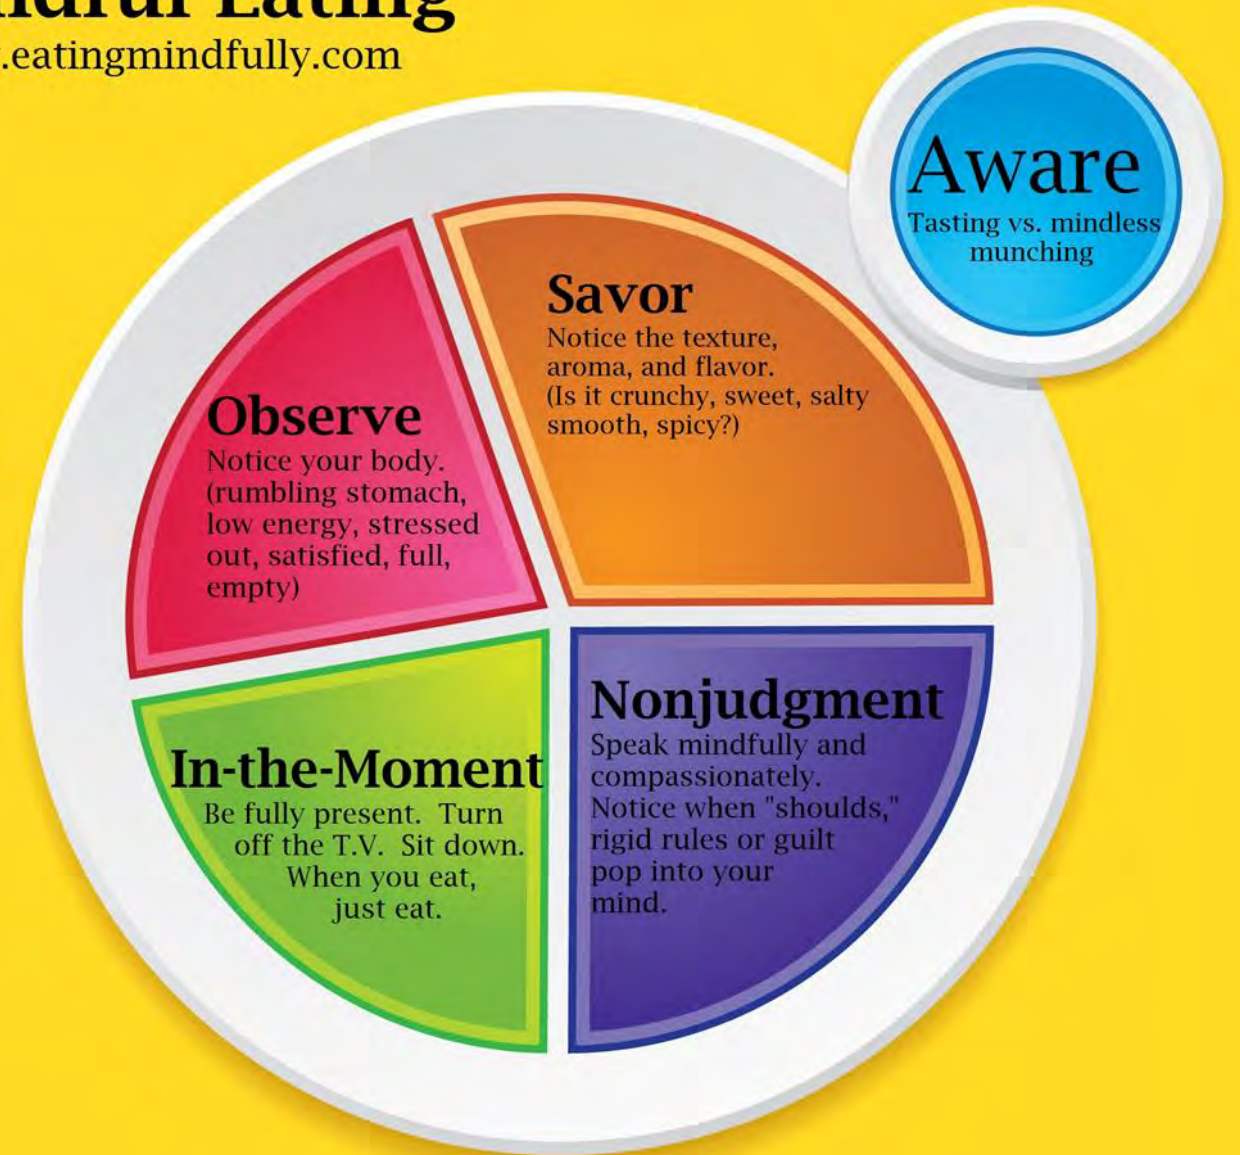 ndful Eating
.eatingmindfully.com
Aware
Tasting vs. mindless
munching
Savor
Notice the texture,
aroma, and flavor.
(Is it crunchy, sweet, salty
smooth, spicy?)
Observe
Notice your body.
(rumbling stomach,
low energy, stressed
out, satisfied, full,
empty)
Nonjudgment
Speak mindfully and
compassionately.
Notice when "shoulds,"
rigid rules or guilt
pop into your
mind.
In-the-Moment
Be fully present.  Turn
off the T.V.  Sit down.
When you eat,
just eat.